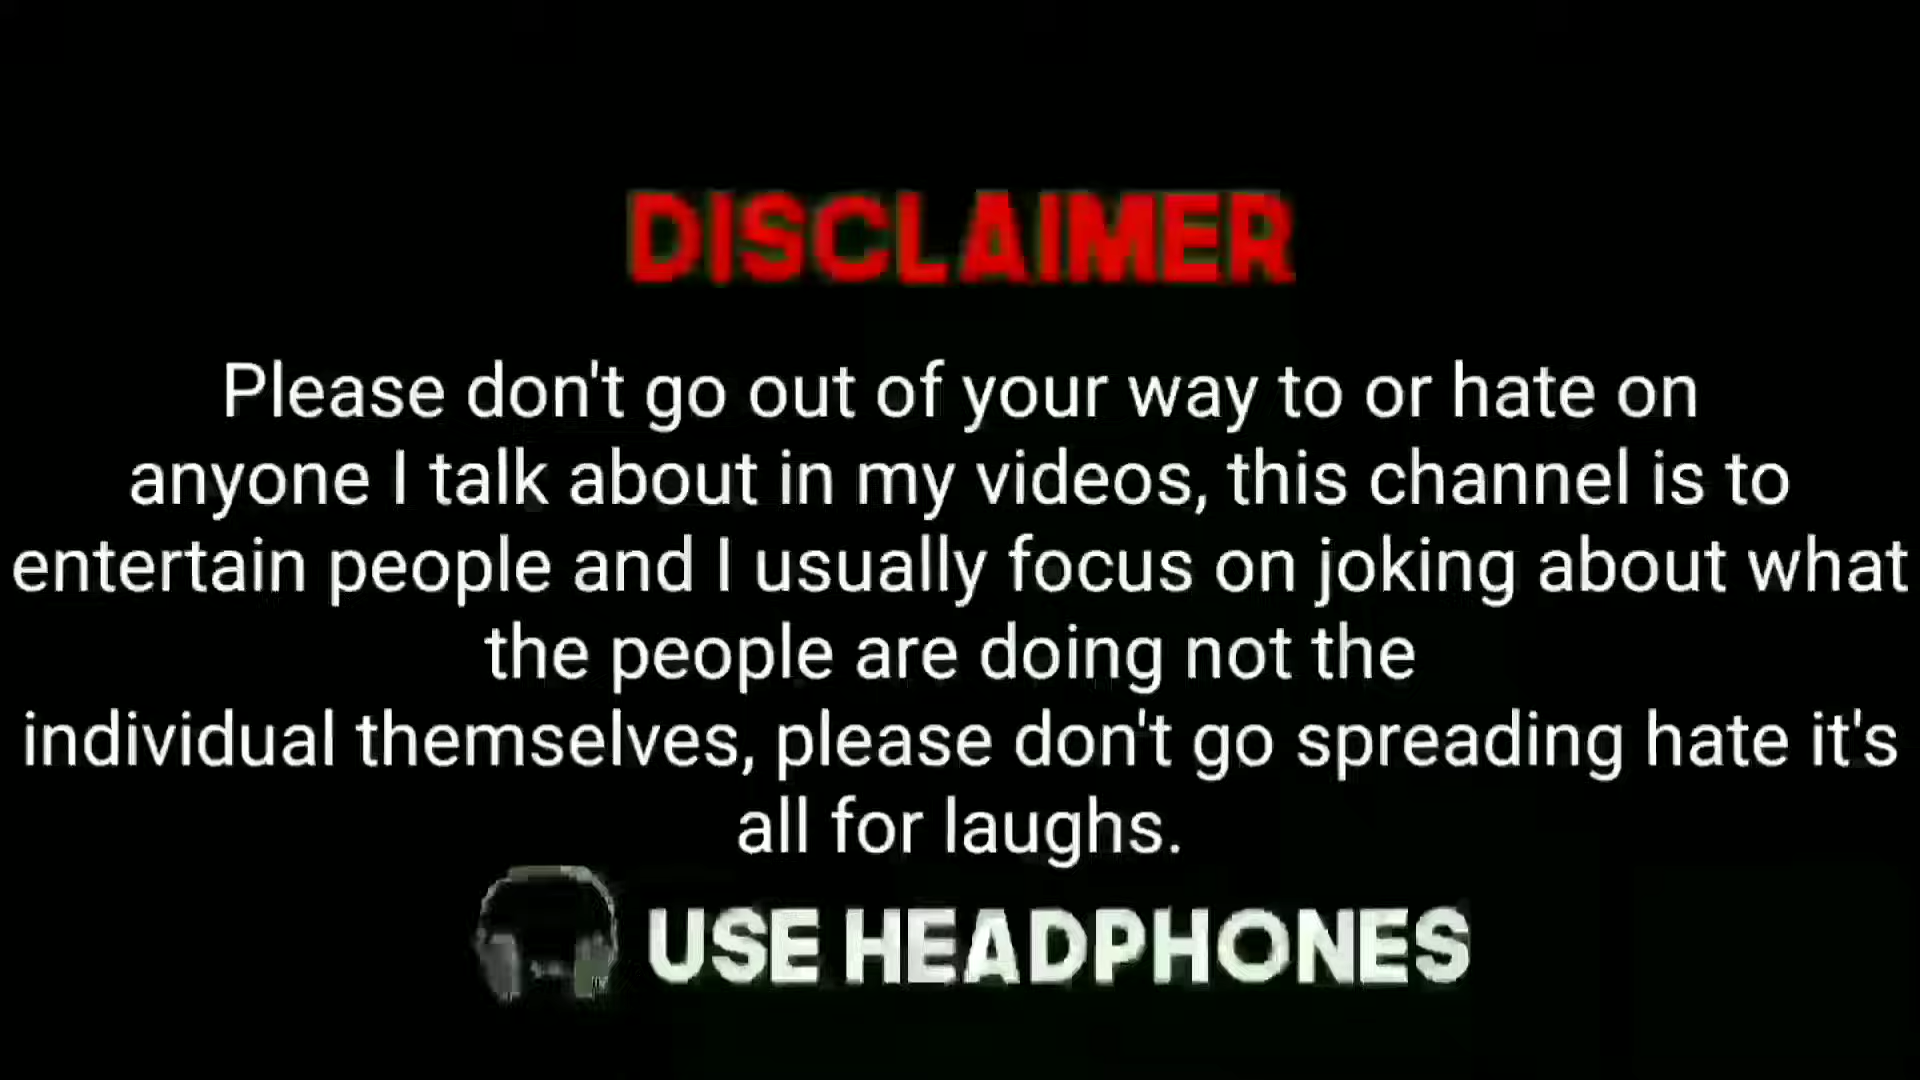 DISCLAIMER
Please don't go out of your way to or hate on
anyone I talk about in my videos, this channel is to
entertain people and I usually focus on joking about what
the people are doing not the
individual themselves, please don't go spreading hate it's
all for laughs.
USE HEADPHONES